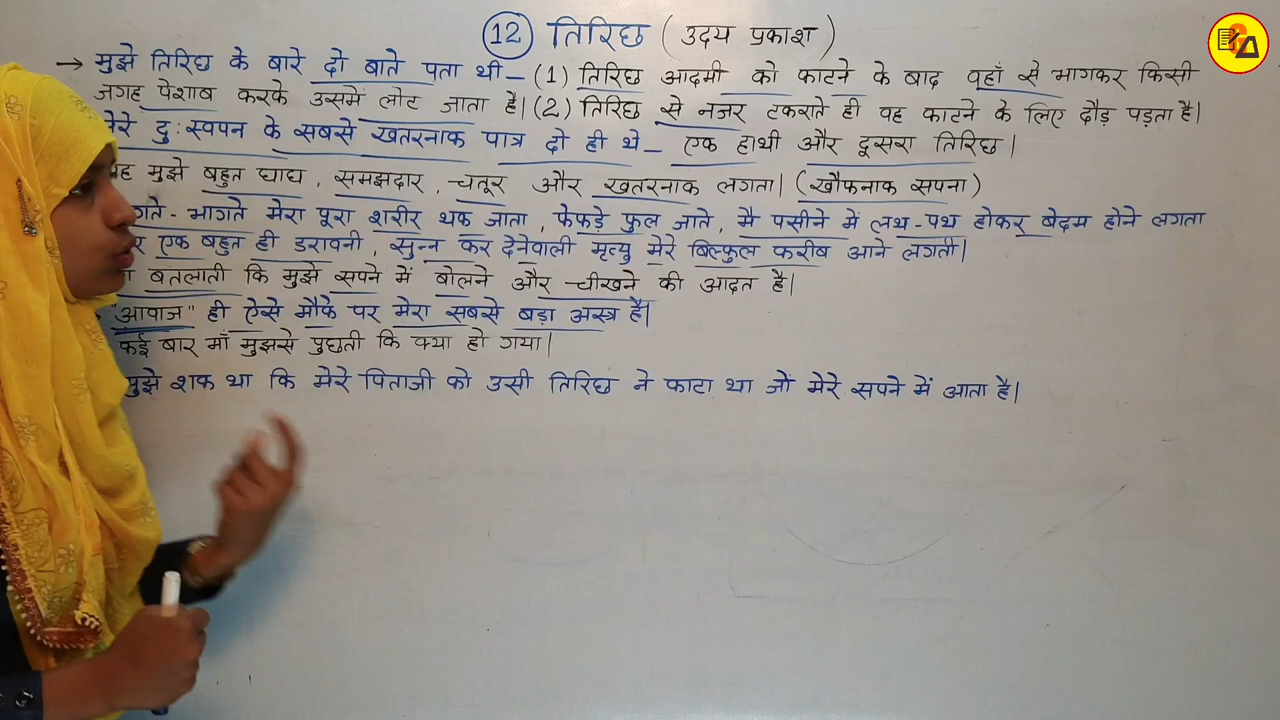 12 तिरिछ (उदय प्रकाश)
→ मुझे तिरिछ के बारे दो बाते पता थी – (1) तिरिछ आदमी को काटने के बाद वहाँ से भागकर किसी
जगह पेशाब करके उसमें लोट जाता है। (2) तिरिछ से नजर टकराते ही वह काटने के लिए दौड़ पड़ता है।
मेरे दुःस्वपन के सबसे खतरनाक पात्र दो ही थे – एक हाथी और दूसरा तिरिछ।
मुझे बहुत घाघ, समझदार, चतूर और खतरनाक लगता। (खौफनाक सपना)
भागते मेरा पूरा शरीर थक जाता, फेफड़े फुल जाते, मै पसीने में लथ-पथ होकर बेदम होने लगता
एक बहुत ही डरावनी, सुन्न कर देनेवाली मृत्यु मेरे बिल्कुल करीब आने लगती।
बतलाती कि मुझे सपने में बोलने और चीखने की आदत है।
"आवाज" ही ऐसे मौके पर मेरा सबसे बड़ा अस्त्र है।
कई बार माँ मुझसे पुछती कि क्या हो गया।
मुझे शक था कि मेरे पिताजी को उसी तिरिछ ने काटा था जों मेरे सपने में आता है।